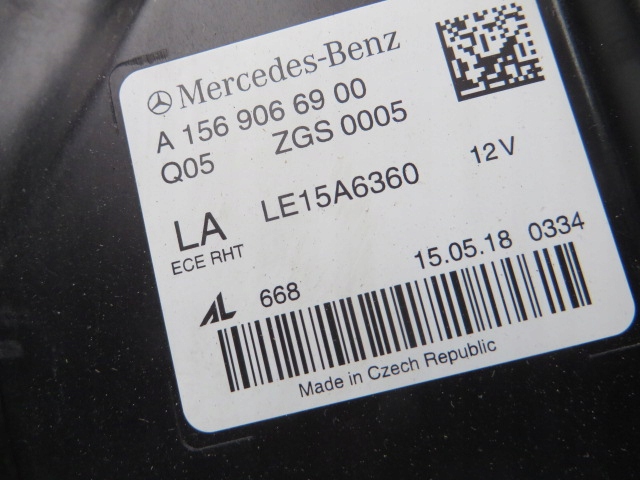 Mercedes-Benz
A 156 906 69 00
Q05 ZGS 0005
LA LE15A6360 12V
ECE RHT
AL 668 15.05.18 0334
Made in Czech Republic